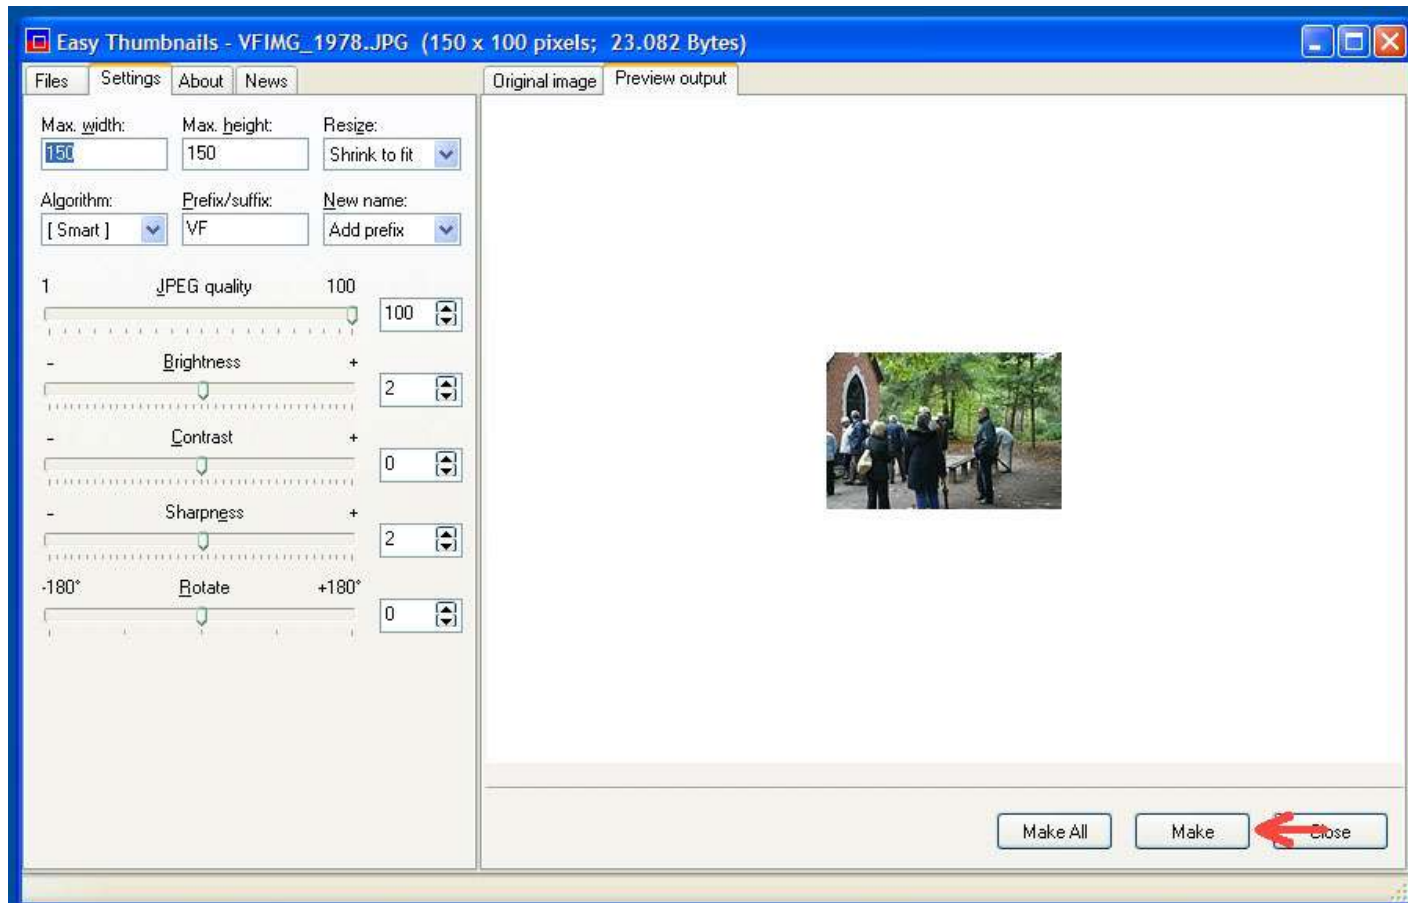 Easy Thumbnails - VFIMG_1978.JPG (150 x 100 pixels; 23.082 Bytes)
Files Settings About News Original image Preview output
Max. width: Max. height: Resize:
150 150 Shrink to fit
Algorithm: Prefix/suffix: New name:
[ Smart ] VF Add prefix
1 JPEG quality 100
100
- Brightness +
2
- Contrast +
0
- Sharpness +
2
-180° Rotate +180°
0
Make All Make Close